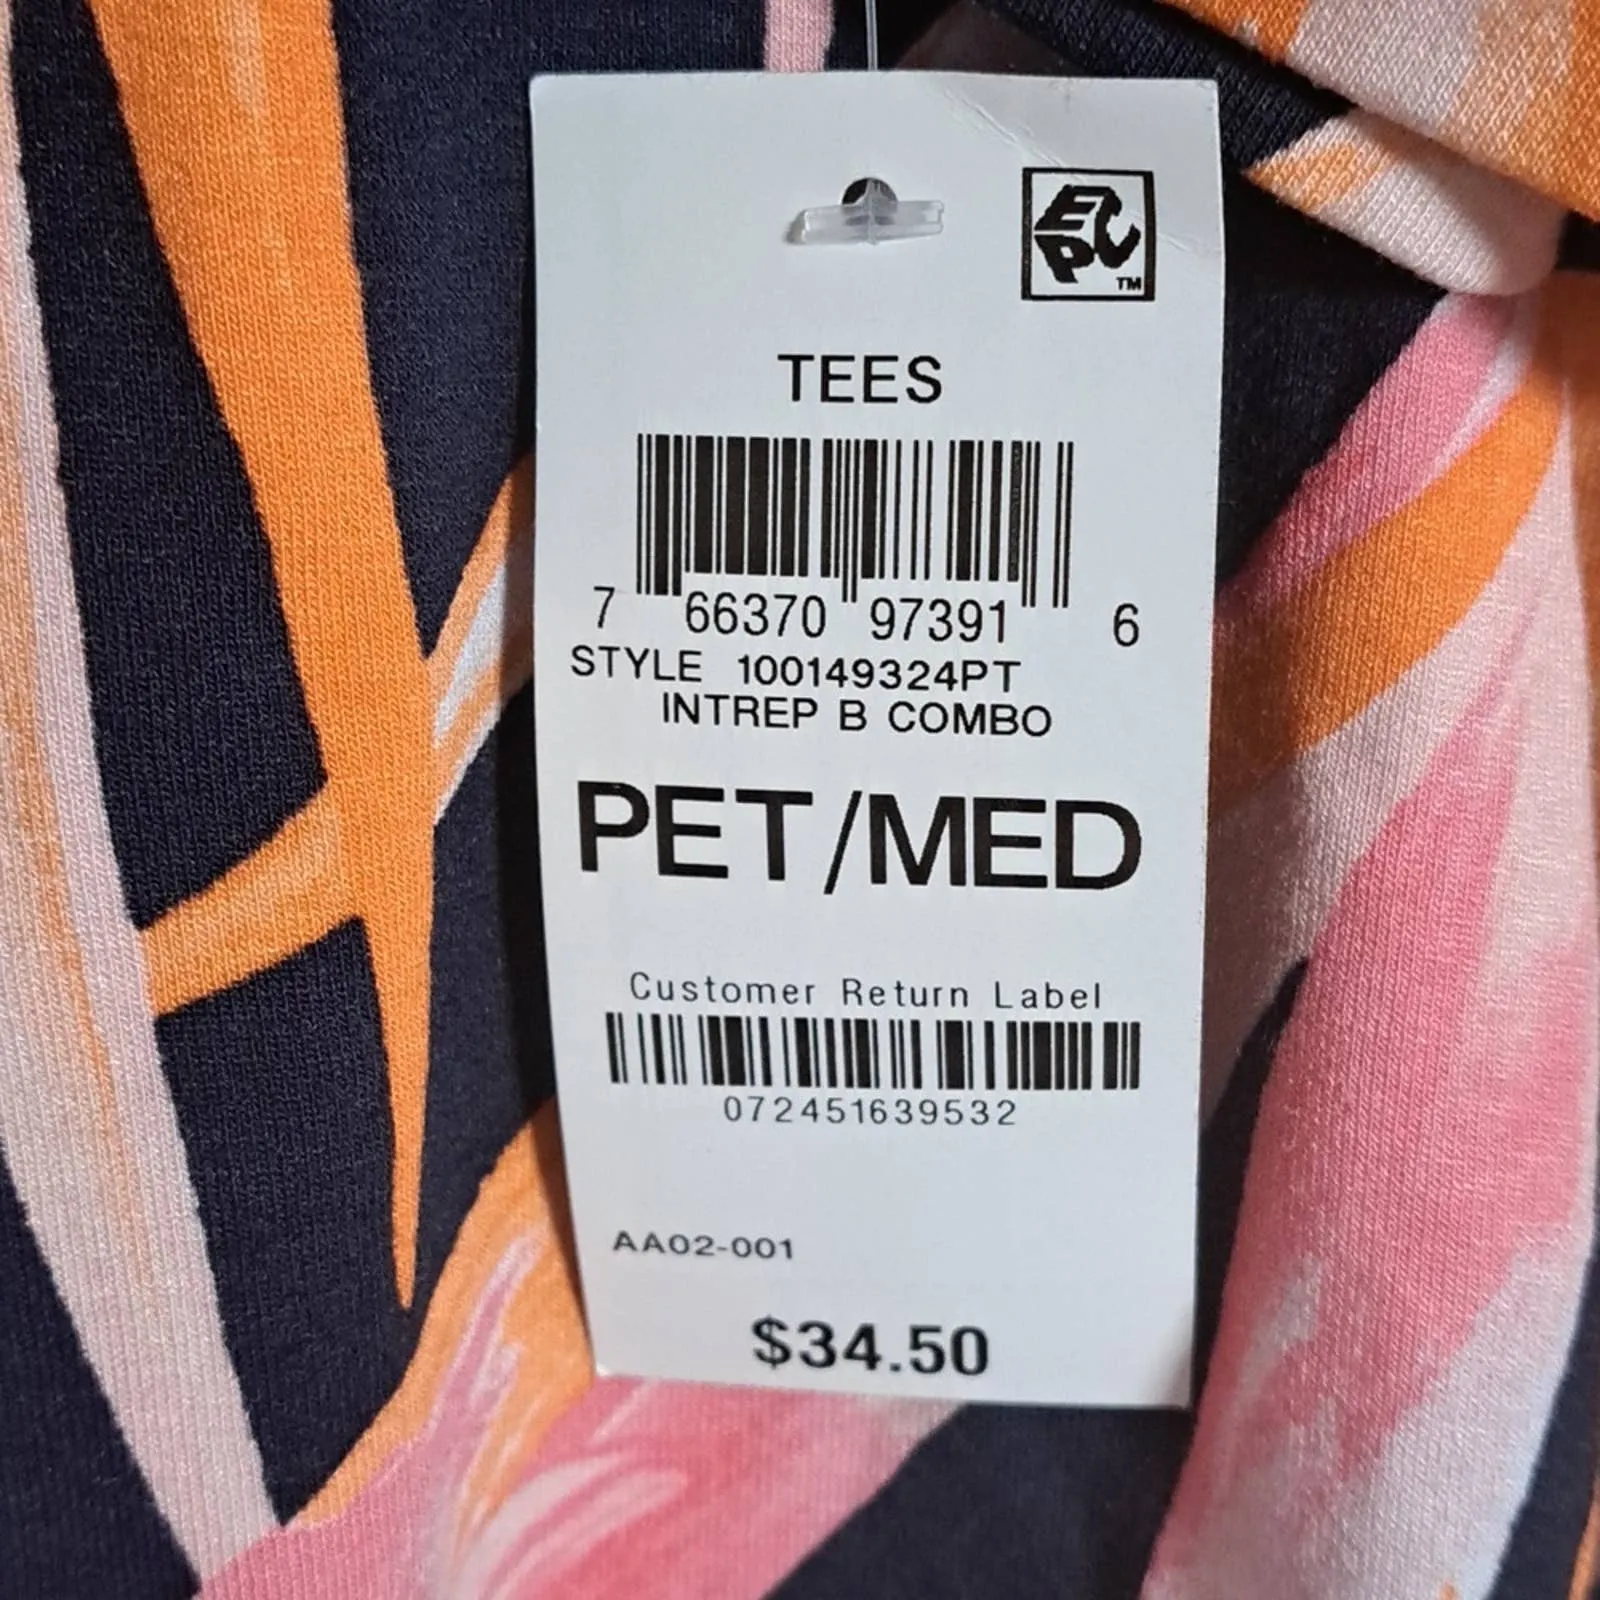 EPC
TM
TEES
7 66370 97391 6
STYLE 100149324PT
INTREP B COMBO
PET/MED
Customer Return Label
072451639532
AA02-001
$34.50